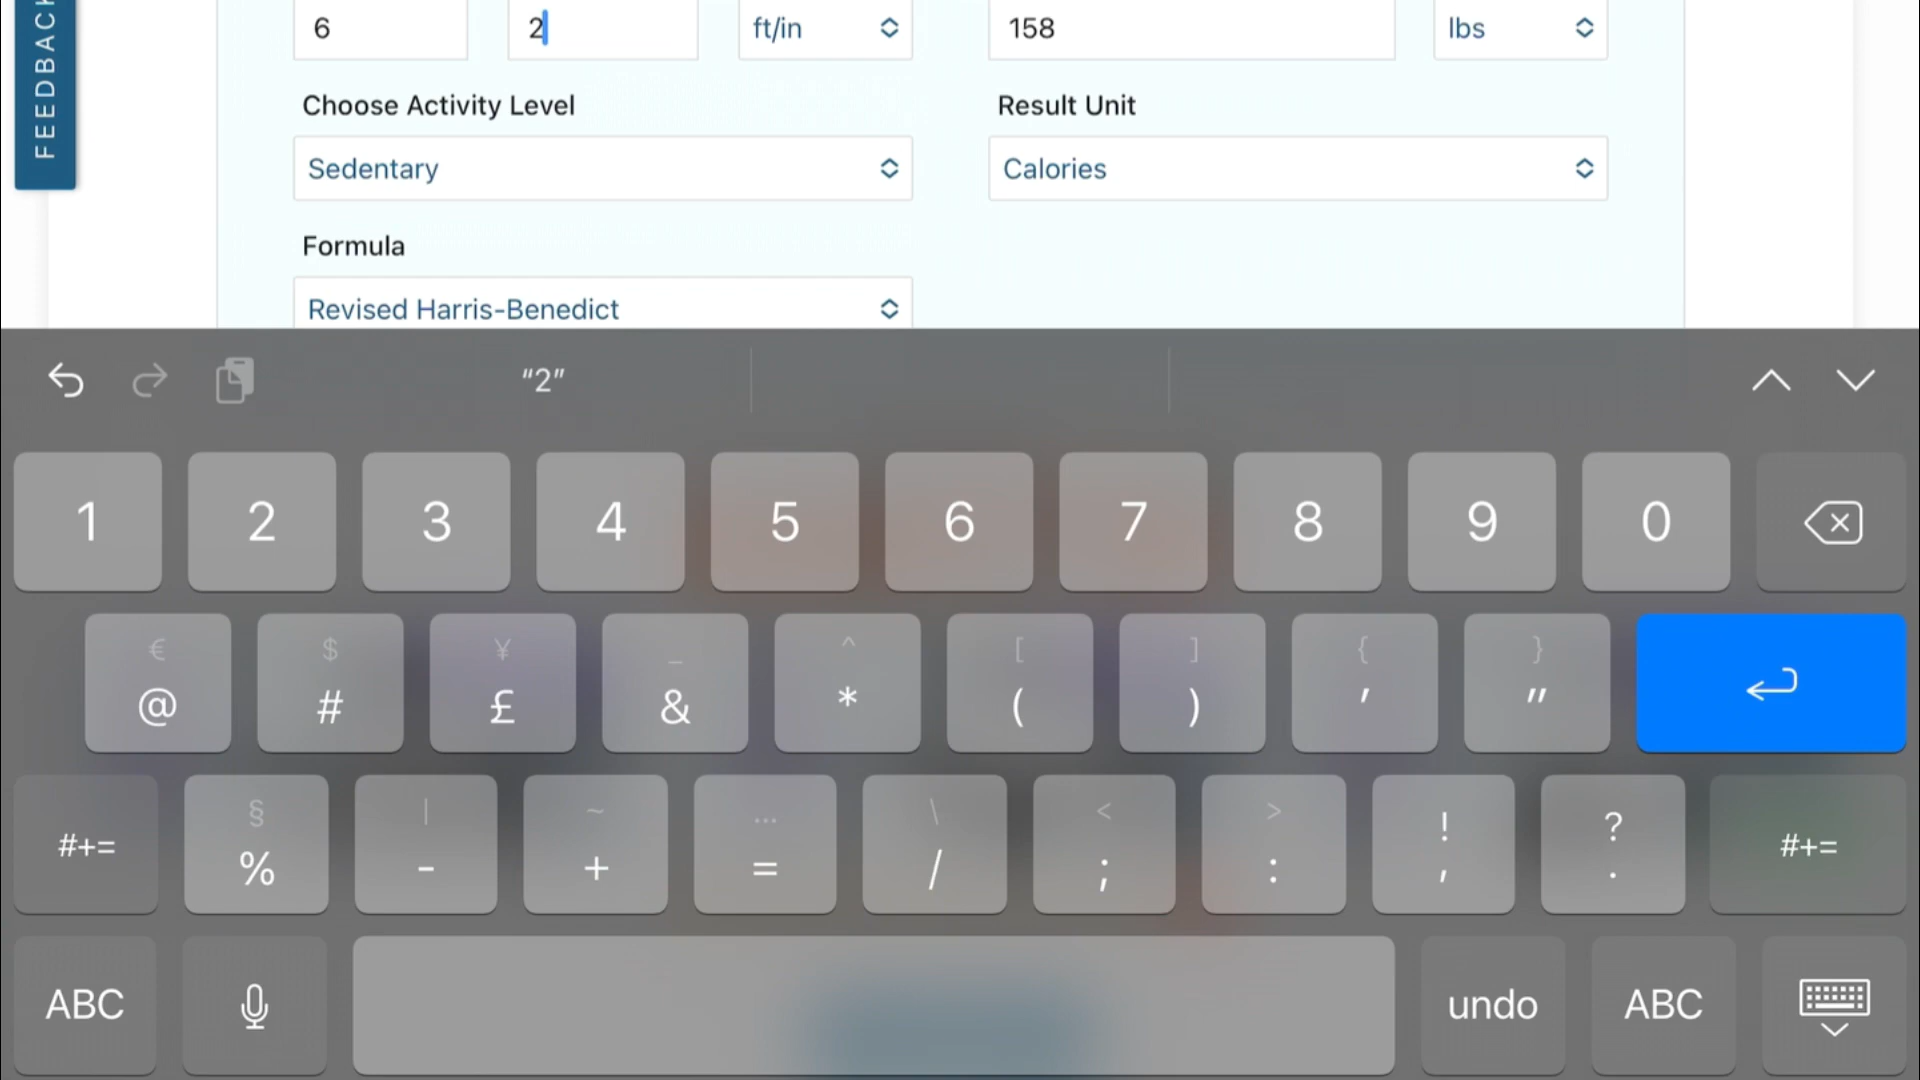 FEEDBACK
6 2 ft/in 158 lbs
Choose Activity Level Result Unit
Sedentary Calories
Formula
Revised Harris-Benedict
“2”
1 2 3 4 5 6 7 8 9 0
€ $ ¥ _ ^ [ ] { }
@ # £ & * ( ) ' "
#+= § | ~ … \ < > ! ? #+=
% - + = / ; : , .
ABC undo ABC